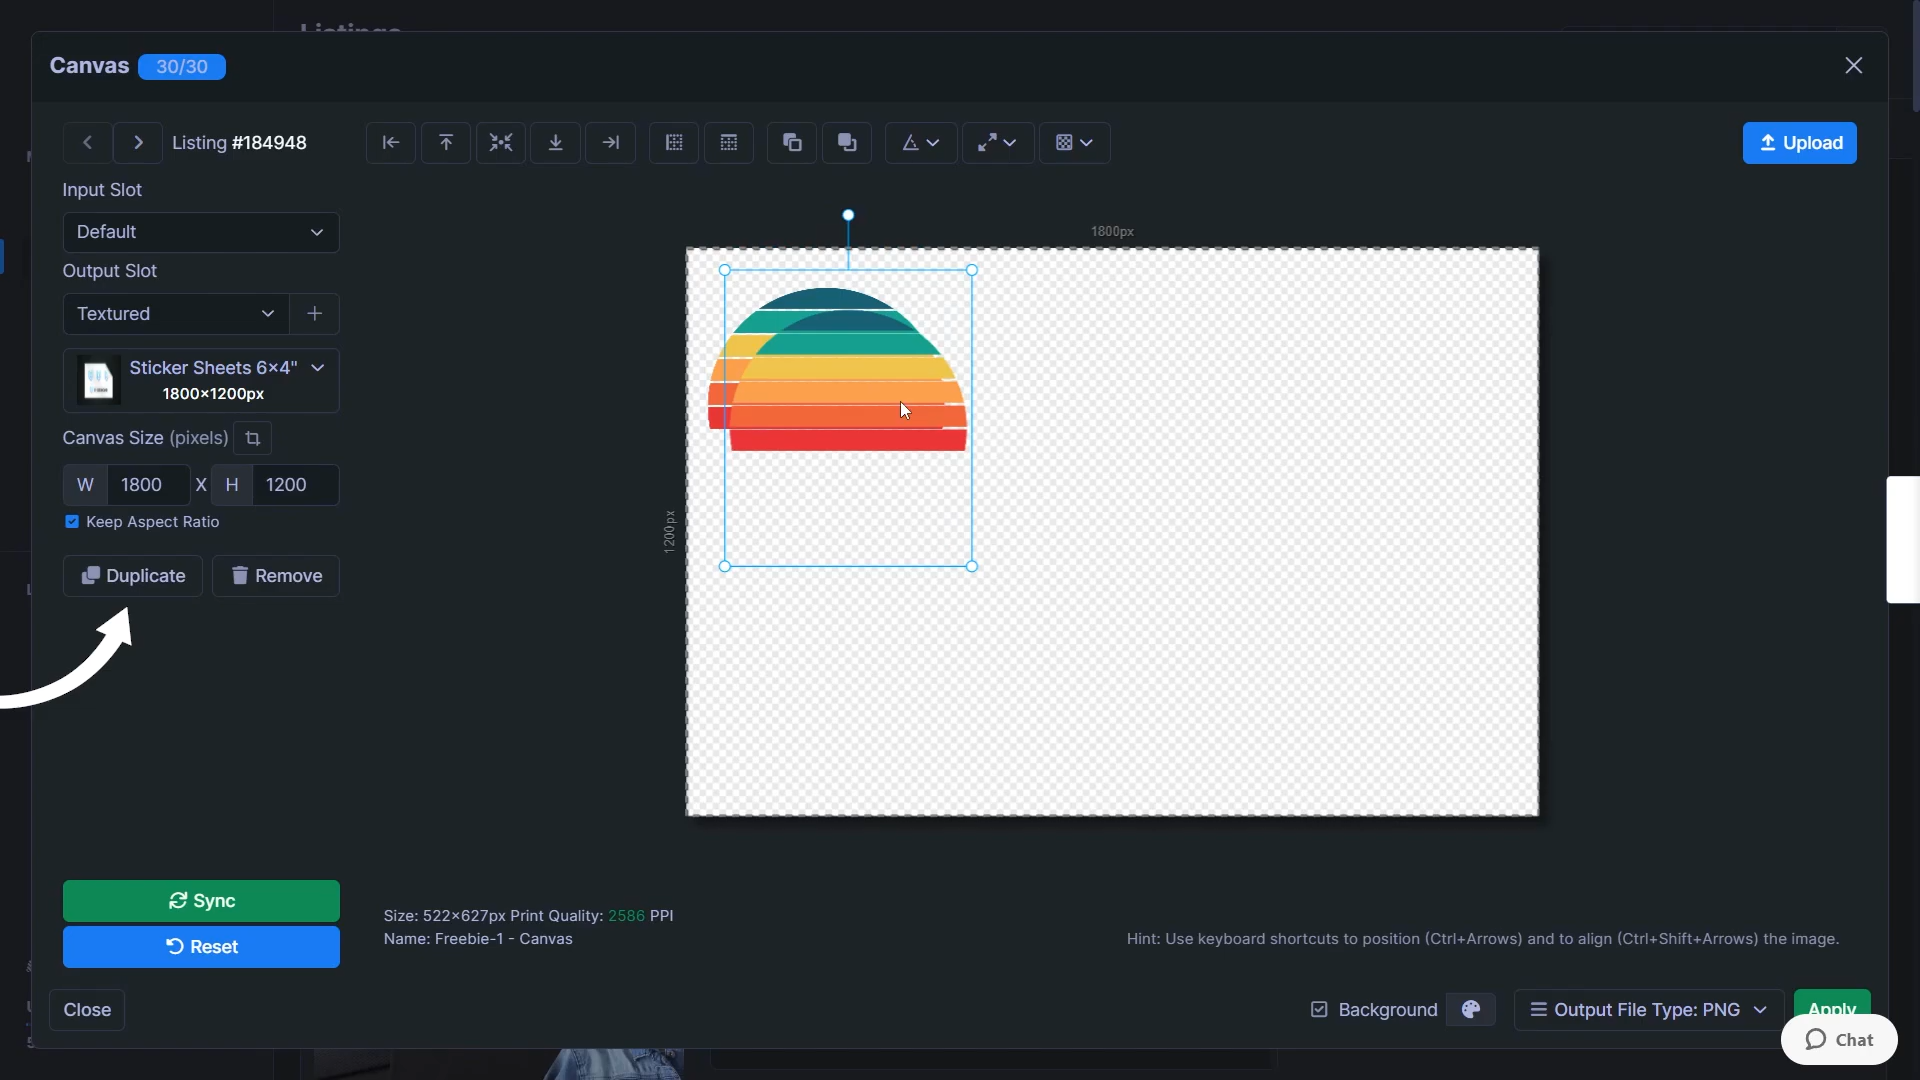 Listings
Canvas 30/30
Listing #184948
Upload
Input Slot
Default
Output Slot
Textured
Sticker Sheets 6×4"
1800×1200px
Canvas Size (pixels)
W 1800 X H 1200
Keep Aspect Ratio
Duplicate Remove
1800px
1200px
Sync
Reset
Size: 522×627px Print Quality: 2586 PPI
Name: Freebie-1 - Canvas
Hint: Use keyboard shortcuts to position (Ctrl+Arrows) and to align (Ctrl+Shift+Arrows) the image.
Close
Background
Output File Type: PNG
Apply
Chat